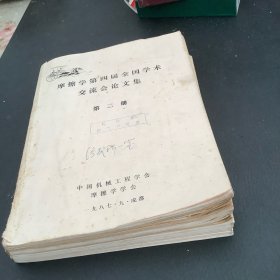 摩擦学第四届全国学术
交流会论文集
第二册
中国机械工程学会
摩擦学学会
一九八七·九·成都